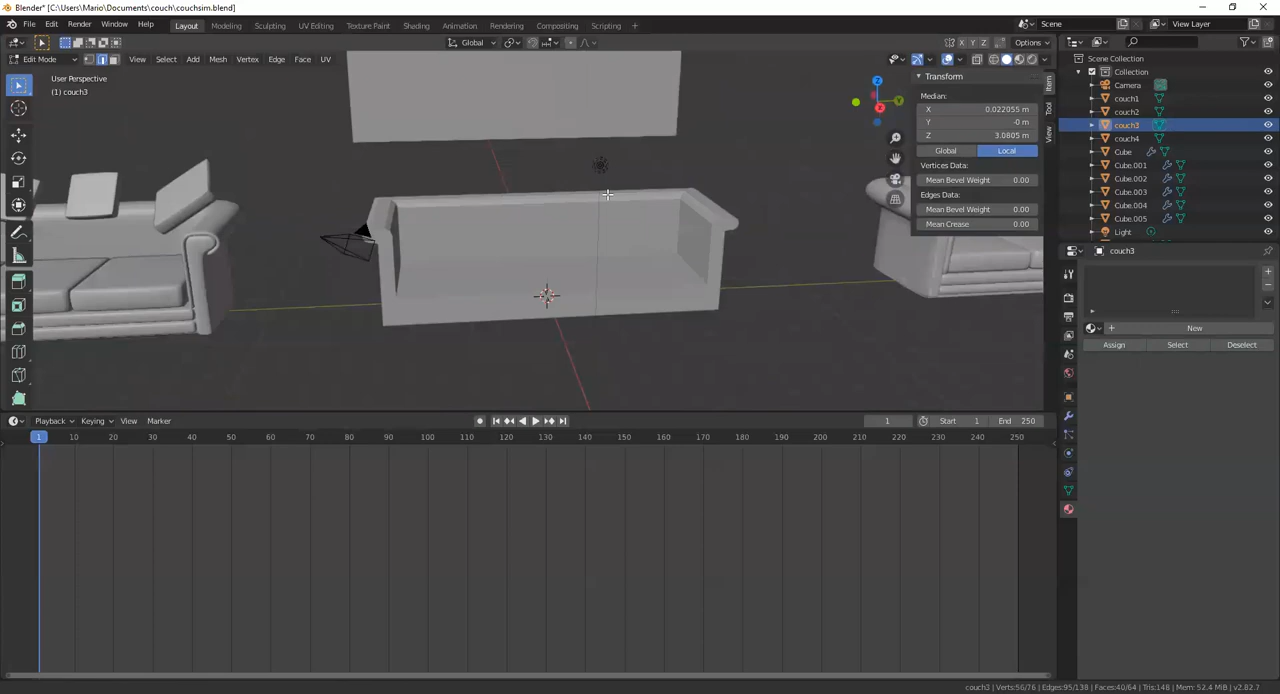 Blender* [C:\Users\Mario\Documents\couch\couchsim.blend]
File Edit Render Window Help Layout Modeling Sculpting UV Editing Texture Paint Shading Animation Rendering Compositing Scripting + Scene View Layer
Global X Y Z Options
Edit Mode View Select Add Mesh Vertex Edge Face UV
User Perspective
(1) couch3
Transform
Median:
X 0.022055 m
Y -0 m
Z 3.0805 m
Global Local
Vertices Data:
Mean Bevel Weight 0.00
Edges Data:
Mean Bevel Weight 0.00
Mean Crease 0.00
Item
Tool
View
Scene Collection
Collection
Camera
couch1
couch2
couch3
couch4
Cube
Cube.001
Cube.002
Cube.003
Cube.004
Cube.005
Light
couch3
New
Assign Select Deselect
Playback Keying View Marker 1 Start 1 End 250
1 10 20 30 40 50 60 70 80 90 100 110 120 130 140 150 160 170 180 190 200 210 220 230 240 250
couch3 | Verts:56/76 | Edges:95/138 | Faces:40/64 | Tris:148 | Mem: 52.4 MiB | v2.82.7